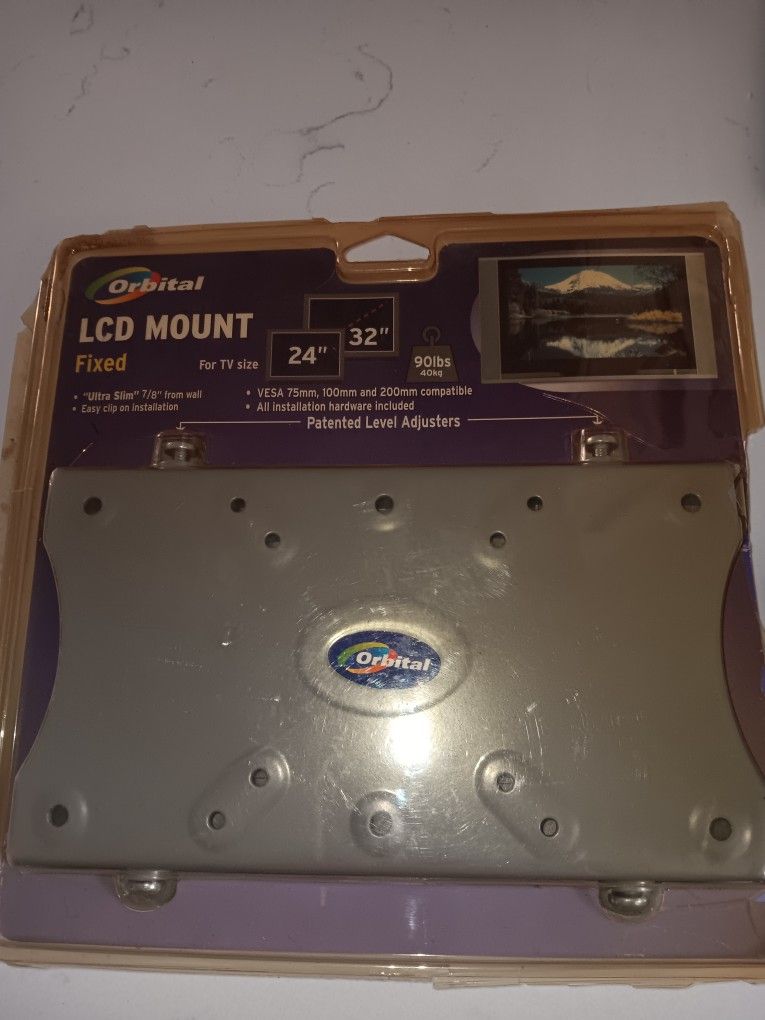 Orbital
LCD MOUNT
Fixed
For TV size
24"
32"
90lbs
40kg
• "Ultra Slim" 7/8" from wall
• Easy clip on installation
• VESA 75mm, 100mm and 200mm compatible
• All installation hardware included
Patented Level Adjusters
Orbital